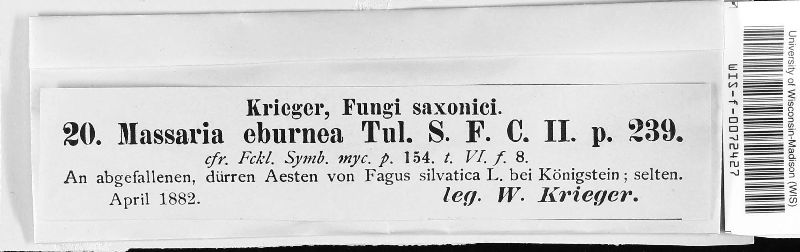 Krieger, Fungi saxonici.
20. Massaria eburnea Tul. S. F. C. II. p. 239.
cfr. Fckl. Symb. myc. p. 154. t. VI. f. 8.
An abgefallenen, dürren Aesten von Fagus silvatica L. bei Königstein; selten.
April 1882. leg. W. Krieger.
WIS-f-0072427
University of Wisconsin-Madison (WIS)